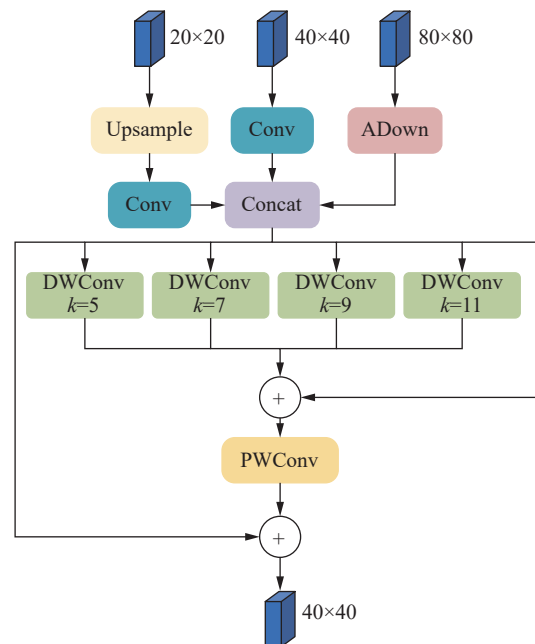 20×20
40×40
80×80
Upsample
Conv
ADown
Conv
Concat
DWConv
k=5
DWConv
k=7
DWConv
k=9
DWConv
k=11
+
PWConv
+
40×40